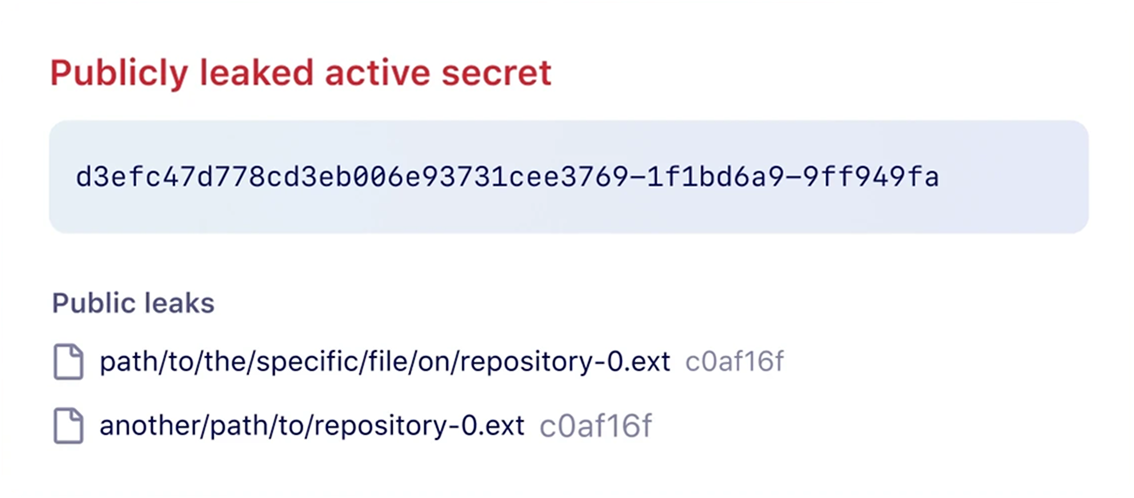 Publicly leaked active secret
d3efc47d778cd3eb006e93731cee3769-1f1bd6a9-9ff949fa
Public leaks
path/to/the/specific/file/on/repository-0.ext c0af16f
another/path/to/repository-0.ext c0af16f